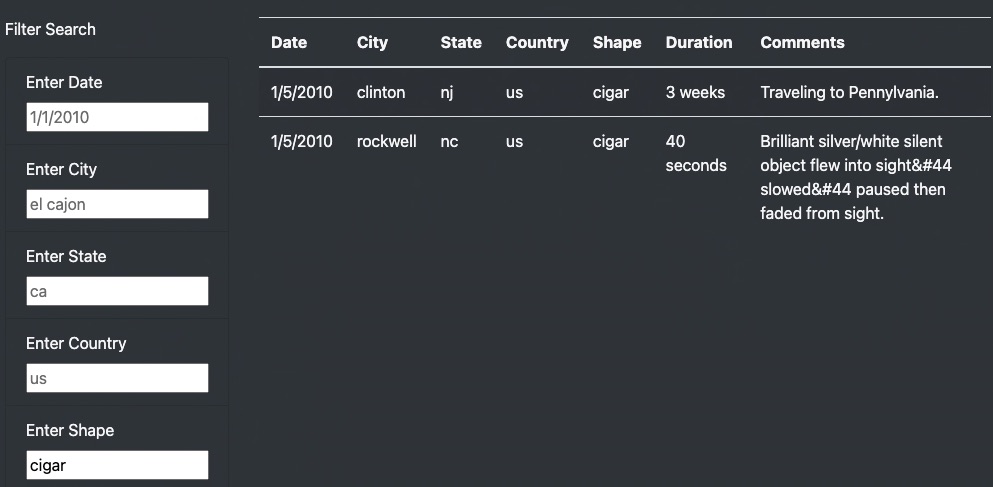 Filter Search
Enter Date
1/1/2010
Enter City
el cajon
Enter State
ca
Enter Country
us
Enter Shape
cigar
Date City State Country Shape Duration Comments
1/5/2010 clinton nj us cigar 3 weeks Traveling to Pennylvania.
1/5/2010 rockwell nc us cigar 40 Brilliant silver/white silent
seconds object flew into sight&#44
slowed&#44 paused then
faded from sight.